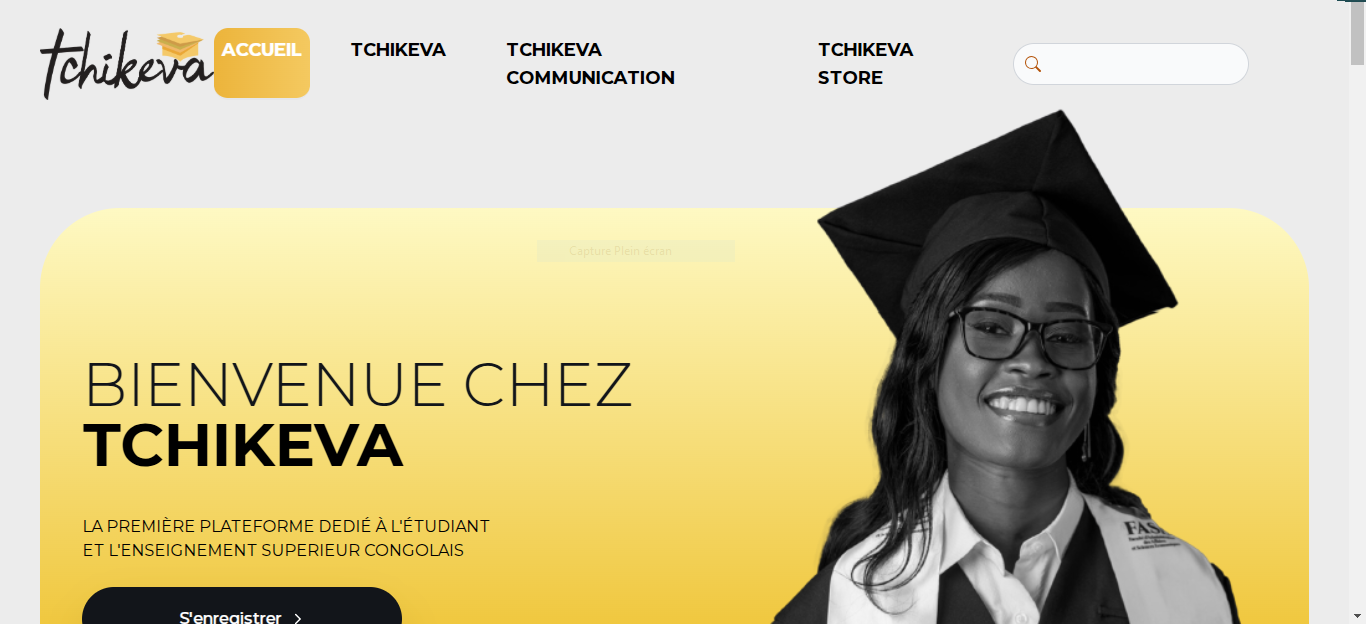 tchikeva
ACCUEIL
TCHIKEVA
TCHIKEVA
COMMUNICATION
TCHIKEVA
STORE
Capture Plein écran
BIENVENUE CHEZ
TCHIKEVA
LA PREMIÈRE PLATEFORME DEDIÉ À L'ÉTUDIANT
ET L'ENSEIGNEMENT SUPERIEUR CONGOLAIS
S'enregistrer